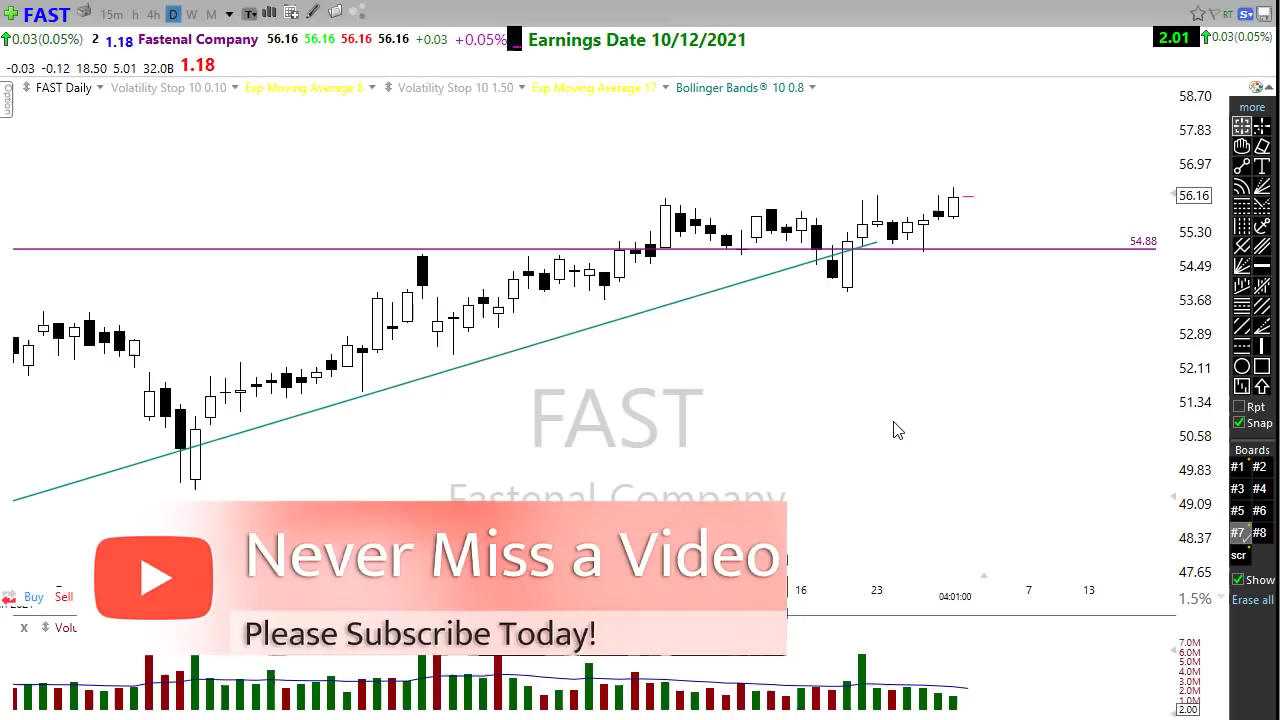 FAST 15m h 4h D W M RT
0.03(0.05%) 2 1.18 Fastenal Company 56.16 56.16 56.16 56.16 +0.03 +0.05% Earnings Date 10/12/2021 2.01 0.03(0.05%)
-0.03 -0.12 18.50 5.01 32.0B 1.18
Option
FAST Daily Volatility Stop 10 0.10 Exp Moving Average 8 Volatility Stop 10 1.50 Exp Moving Average 17 Bollinger Bands® 10 0.8
58.70
57.83
56.97
56.16
55.30
54.88
54.49
53.68
52.89
52.11
51.34
50.58
49.83
49.09
48.37
47.65
more
Rpt
Snap
Boards
#1 #2
#3 #4
#5 #6
#7 #8
scr
Show
Erase all
FAST
Fastenal Company
Never Miss a Video
Please Subscribe Today!
Buy Sell
16 23 04:01:00 7 13
1.5%
X Volu
7.0M
6.0M
5.0M
4.0M
3.0M
2.0M
1.0M
2.00